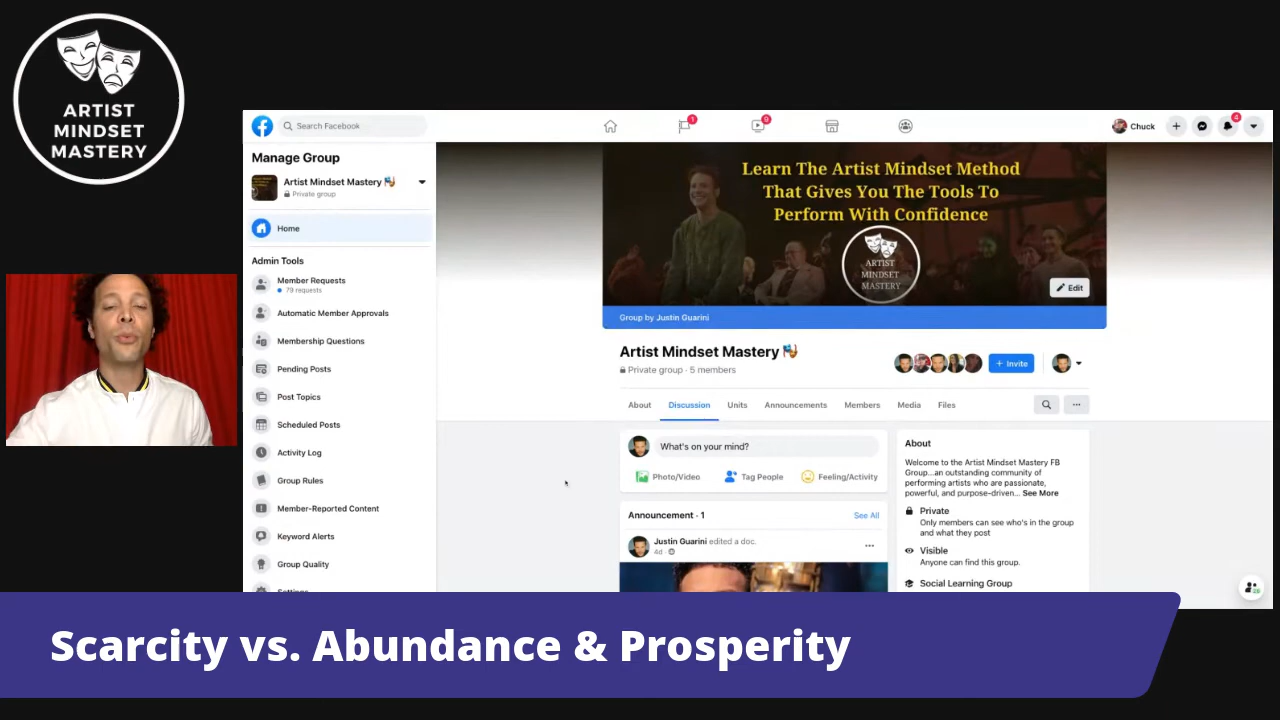 ARTIST
MINDSET
MASTERY
Search Facebook
1
9
Chuck
4
Manage Group
Artist Mindset Mastery
Private group
Home
Admin Tools
Member Requests
79 requests
Automatic Member Approvals
Membership Questions
Pending Posts
Post Topics
Scheduled Posts
Activity Log
Group Rules
Member-Reported Content
Keyword Alerts
Group Quality
Settings
Learn The Artist Mindset Method
That Gives You The Tools To
Perform With Confidence
ARTIST
MINDSET
MASTERY
Edit
Group by Justin Guarini
Artist Mindset Mastery
Private group · 5 members
+ Invite
About Discussion Units Announcements Members Media Files
What's on your mind?
Photo/Video Tag People Feeling/Activity
Announcement · 1 See All
Justin Guarini edited a doc.
4d ·
About
Welcome to the Artist Mindset Mastery FB
Group...an outstanding community of
performing artists who are passionate,
powerful, and purpose-driven... See More
Private
Only members can see who's in the group
and what they post
Visible
Anyone can find this group.
Social Learning Group
Scarcity vs. Abundance & Prosperity